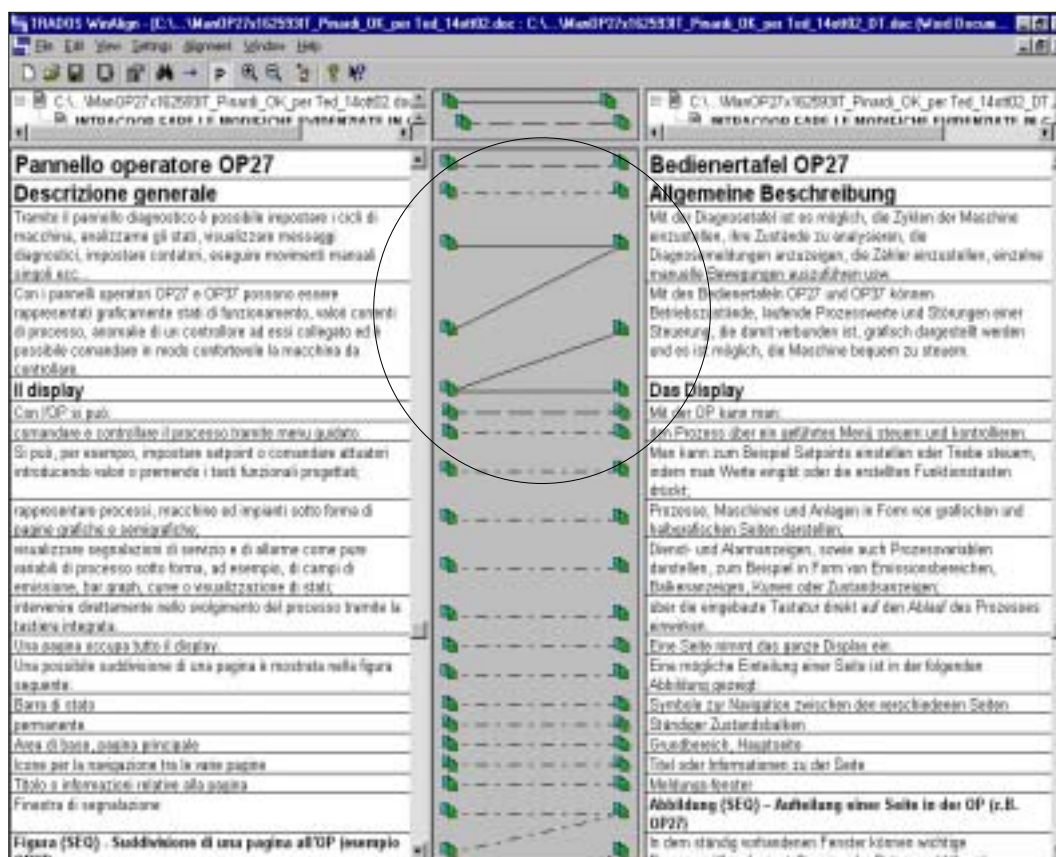 TRADOS WinAlign - [C:\...\ManOP27x162593IT_Pinardi_OK_per Ted_14ott02.doc : C:\...\ManOP27x162593IT_Pinardi_OK_per Ted_14ott02_DT.doc (Word Docum...
File Edit View Settings Alignment Window Help
C:\...\ManOP27x162593IT_Pinardi_OK_per Ted_14ott02.do
INTRACOOP FARE LE MODIFICHE EVIDENZIATE IN
C:\...\ManOP27x162593IT_Pinardi_OK_per Ted_14ott02_DT
INTRACOOP FARE LE MODIFICHE EVIDENZIATE IN
Pannello operatore OP27
Descrizione generale
Tramite il pannello diagnostico è possibile impostare i cicli di
macchina, analizzarne gli stati, visualizzare messaggi
diagnostici, impostare contatori, eseguire movimenti manuali
singoli ecc...
Con i pannelli operatori OP27 e OP37 possono essere
rappresentati graficamente stati di funzionamento, valori correnti
di processo, anomalie di un controllore ad essi collegato ed è
possibile comandare in modo confortevole la macchina da
controllare.
Il display
Con l'OP si può:
comandare e controllare il processo tramite menu guidato.
Si può, per esempio, impostare setpoint o comandare attuatori
introducendo valori o premendo i tasti funzionali progettati;
rappresentare processi, macchine ed impianti sotto forma di
pagine grafiche e semigrafiche;
visualizzare segnalazioni di servizio e di allarme come pure
variabili di processo sotto forma, ad esempio, di campi di
emissione, bar graph, curve o visualizzazione di stati;
intervenire direttamente nello svolgimento del processo tramite la
tastiera integrata.
Una pagina occupa tutto il display.
Una possibile suddivisione di una pagina è mostrata nella figura
seguente:
Barra di stato
permanente
Area di base, pagina principale
Icone per la navigazione tra le varie pagine
Titolo o informazioni relative alla pagina
Finestra di segnalazione
Figura {SEQ} . Suddivisione di una pagina all'OP (esempio
Bedienertafel OP27
Allgemeine Beschreibung
Mit der Diagnosetafel ist es möglich, die Zyklen der Maschine
einzustellen, ihre Zustände zu analysieren, die
Diagnosemeldungen anzuzeigen, die Zähler einzustellen, einzelne
manuelle Bewegungen auszuführen usw.
Mit den Bedienertafeln OP27 und OP37 können
Betriebszustände, laufende Prozesswerte und Störungen einer
Steuerung, die damit verbunden ist, grafisch dargestellt werden
und es ist möglich, die Maschine bequem zu steuern.
Das Display
Mit der OP kann man:
den Prozess über ein geführtes Menü steuern und kontrollieren.
Man kann zum Beispiel Setpoints einstellen oder Triebe steuern,
indem man Werte eingibt oder die erstellten Funktionstasten
drückt;
Prozesse, Maschinen und Anlagen in Form von grafischen und
halbgrafischen Seiten darstellen;
Dienst- und Alarmanzeigen, sowie auch Prozessvariablen
darstellen, zum Beispiel in Form von Emissionsbereichen,
Balkenanzeigen, Kurven oder Zustandsanzeigen;
über die eingebaute Tastatur direkt auf den Ablauf des Prozesses
einwirken.
Eine Seite nimmt das ganze Display ein.
Eine mögliche Einteilung einer Seite ist in der folgenden
Abbildung gezeigt:
Symbole zur Navigation zwischen den verschiedenen Seiten
Ständiger Zustandsbalken
Grundbereich, Hauptseite
Titel oder Informationen zu der Seite
Meldungs-fenster
Abbildung {SEQ} – Aufteilung einer Seite in der OP (z.B.
OP27)
In dem ständig vorhandenen Fenster können wichtige